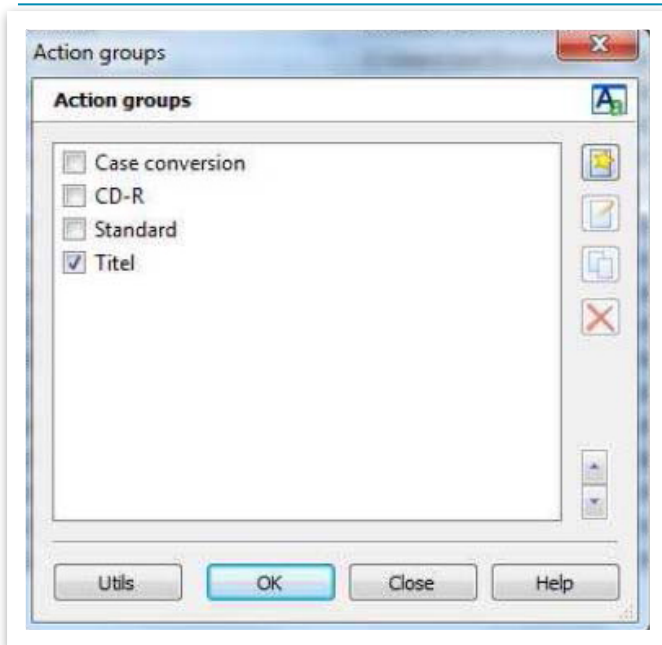 Action groups
Action groups
Case conversion
CD-R
Standard
Titel
Utils OK Close Help